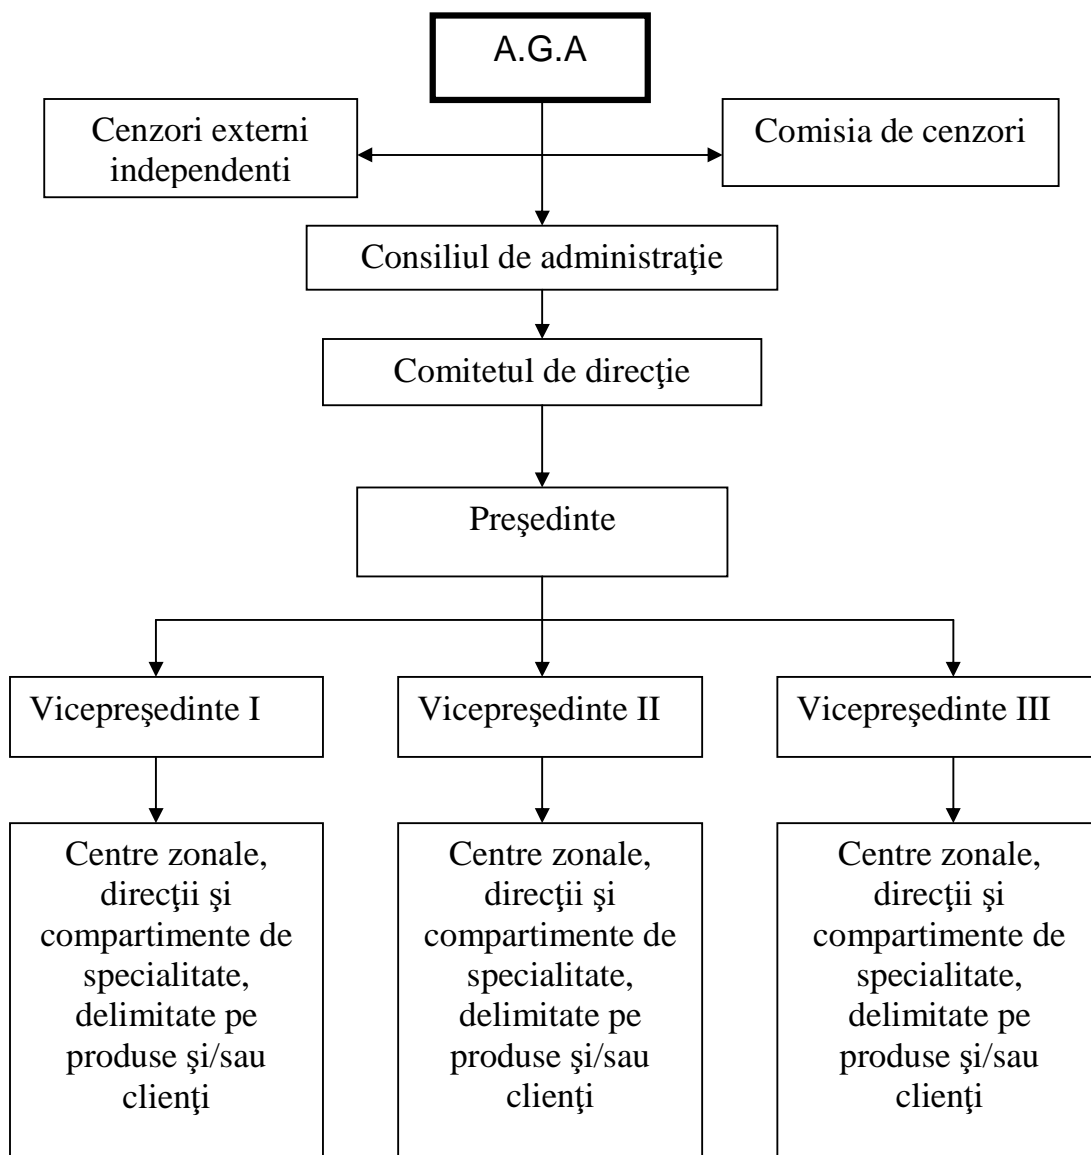 A.G.A
Cenzori externi
independenti
Comisia de cenzori
Consiliul de administraţie
Comitetul de direcţie
Preşedinte
Vicepreşedinte I
Vicepreşedinte II
Vicepreşedinte III
Centre zonale,
direcţii şi
compartimente de
specialitate,
delimitate pe
produse şi/sau
clienţi
Centre zonale,
direcţii şi
compartimente de
specialitate,
delimitate pe
produse şi/sau
clienţi
Centre zonale,
direcţii şi
compartimente de
specialitate,
delimitate pe
produse şi/sau
clienţi